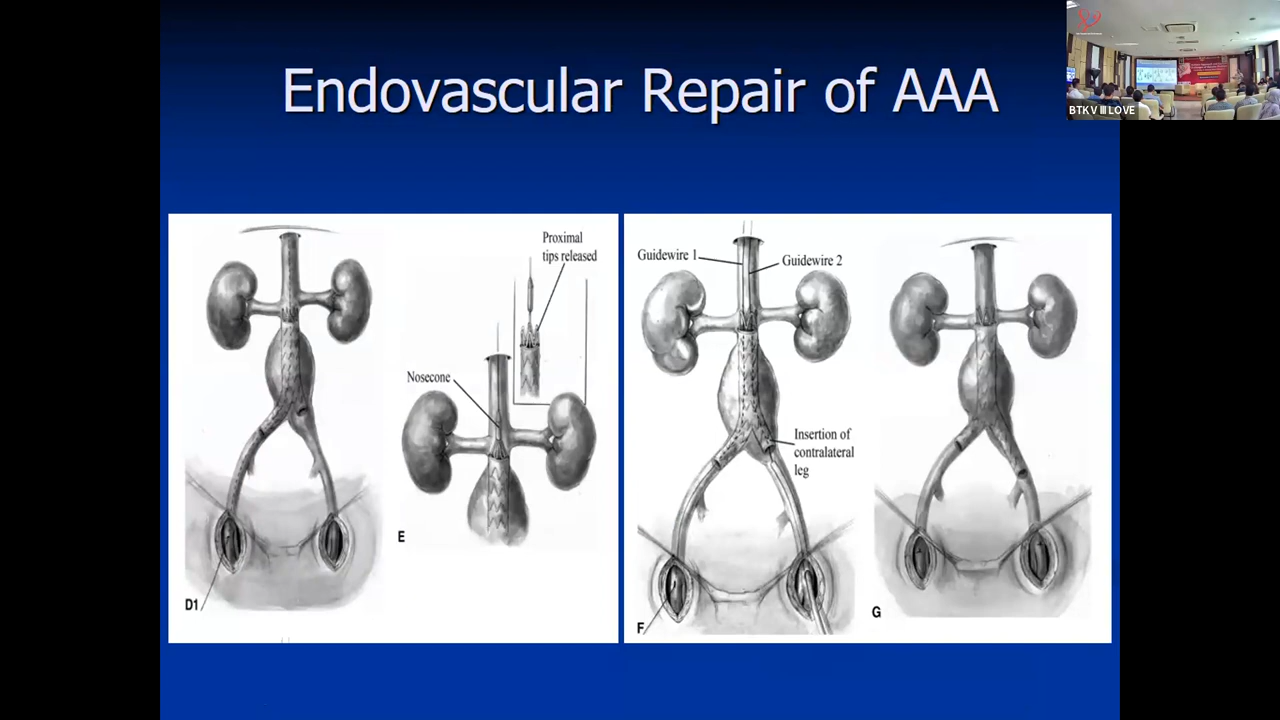 Endovascular Repair of AAA
BTKV III LOVE
Proximal
tips released
Nosecone
E
D1
Guidewire 1
Guidewire 2
Insertion of
contralateral
leg
F
G